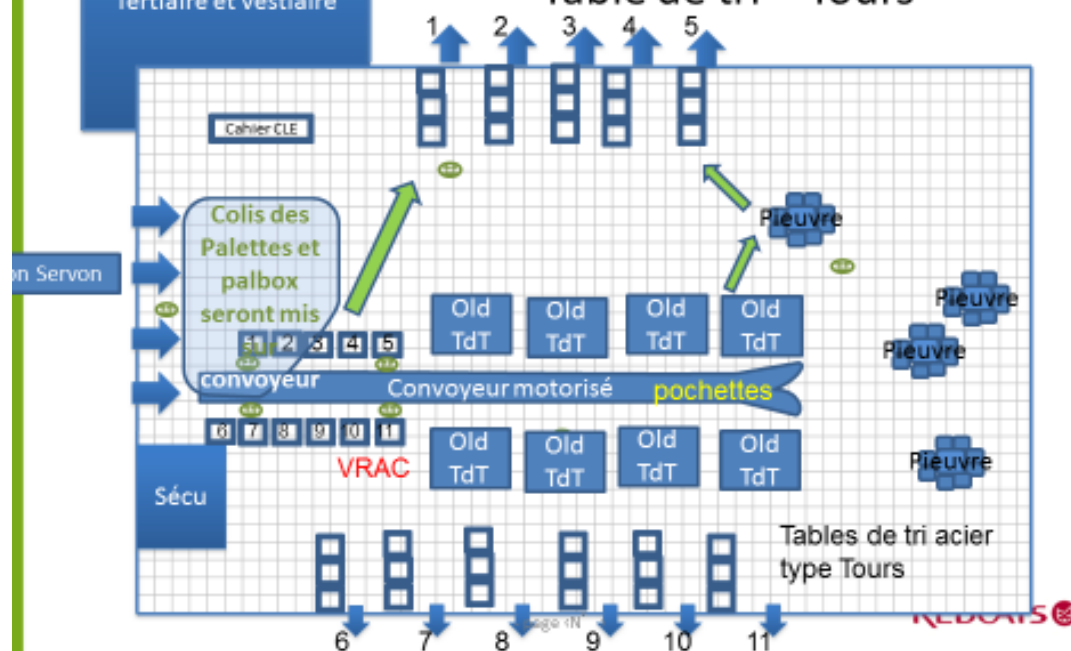 Tertiaire et Vestiaire
Table de tri – Tours
1 2 3 4 5
Cahier CLE
Colis des
Palettes et
palbox
seront mis
sur
convoyeur
on Servon
Pieuvre
Pieuvre
Pieuvre
Pieuvre
Old
TdT
Old
TdT
Old
TdT
Old
TdT
1 2 3 4 5
Convoyeur motorisé
pochettes
6 7 8 9 10 11
VRAC
Old
TdT
Old
TdT
Old
TdT
Old
TdT
Sécu
Tables de tri acier
type Tours
REDCATS
6 7 8 9 10 11